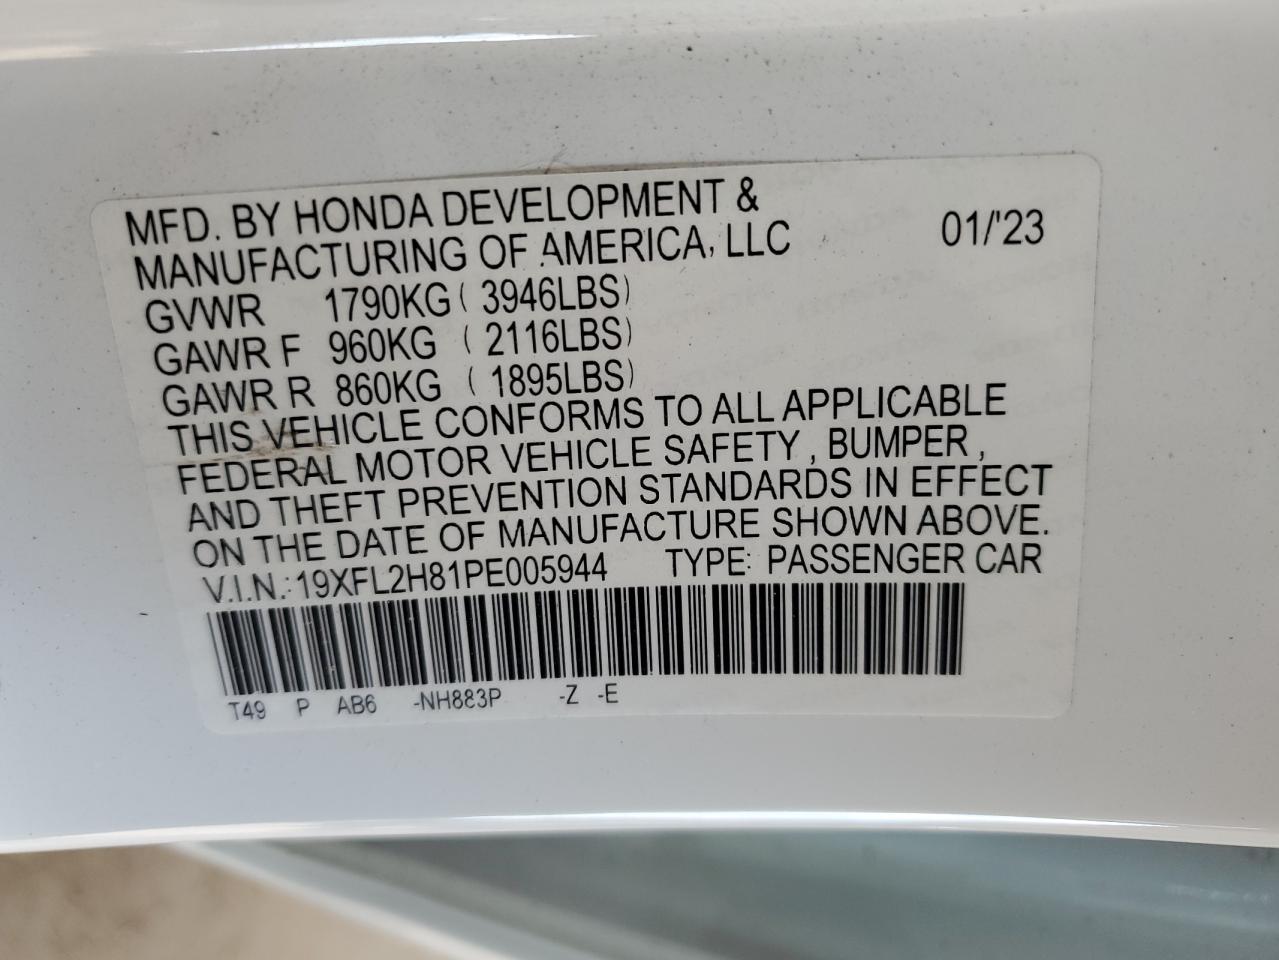 MFD. BY HONDA DEVELOPMENT &
MANUFACTURING OF AMERICA, LLC 01/'23
GVWR 1790KG ( 3946LBS)
GAWR F 960KG ( 2116LBS)
GAWR R 860KG ( 1895LBS)
THIS VEHICLE CONFORMS TO ALL APPLICABLE
FEDERAL MOTOR VEHICLE SAFETY , BUMPER ,
AND THEFT PREVENTION STANDARDS IN EFFECT
ON THE DATE OF MANUFACTURE SHOWN ABOVE.
V.I.N.: 19XFL2H81PE005944 TYPE: PASSENGER CAR
T49 P AB6 -NH883P -Z -E